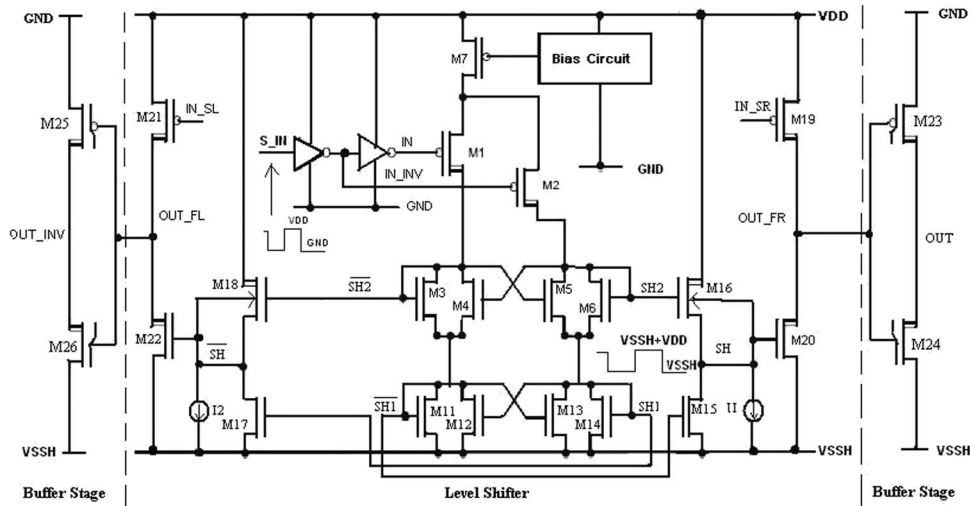 GND
VDD
GND
M7
Bias Circuit
M25
M21
IN_SL
S_IN
IN
M1
IN_INV
M2
GND
GND
IN_SR
M19
M23
VDD
GND
OUT_INV
OUT_FL
OUT_FR
OUT
M18
SH2
M3
M4
M5
M6
SH2
M16
M26
M22
SH
VSSH+VDD
VSSH
SH
M20
M24
I2
M17
SH1
M11
M12
M13
M14
SH1
M15
VSSH
VSSH
VSSH
Buffer Stage
Level Shifter
Buffer Stage